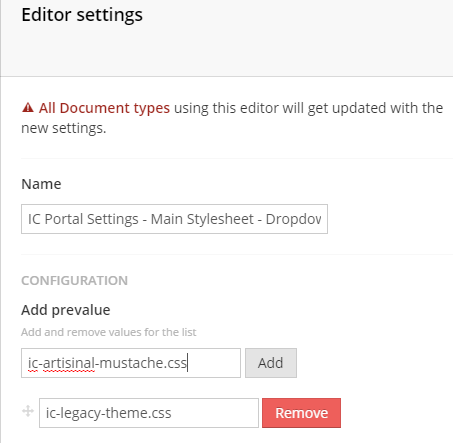 Editor settings
All Document types using this editor will get updated with the
new settings.
Name
IC Portal Settings - Main Stylesheet - Dropdov
CONFIGURATION
Add prevalue
Add and remove values for the list
ic-artisinal-mustache.css Add
ic-legacy-theme.css Remove